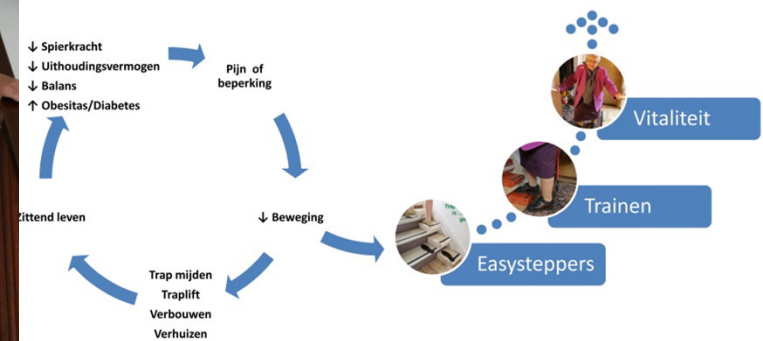 ↓ Spierkracht
↓ Uithoudingsvermogen
↓ Balans
↑ Obesitas/Diabetes
Pijn of
beperking
↓ Beweging
Trap mijden
Traplift
Verbouwen
Verhuizen
Zittend leven
Easysteppers
Trainen
Vitaliteit